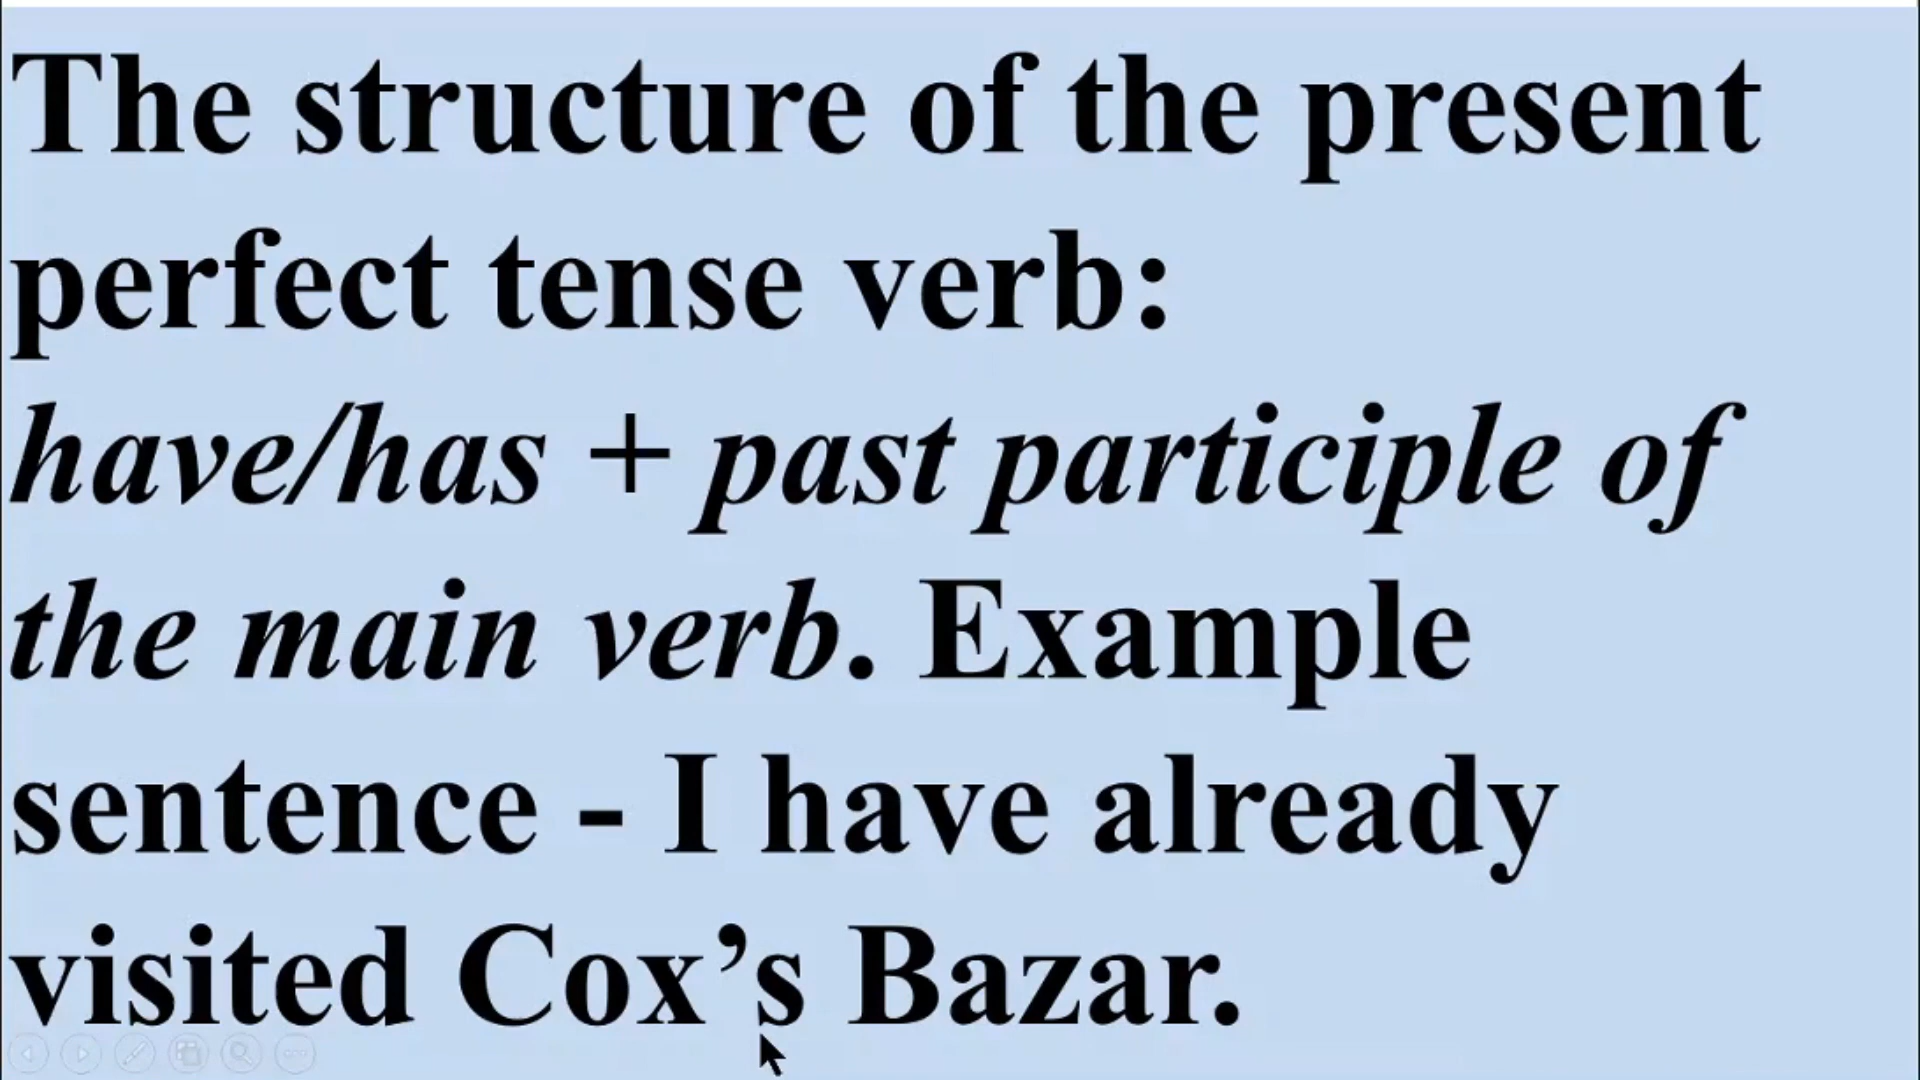 The structure of the present
perfect tense verb:
have/has + past participle of
the main verb. Example
sentence - I have already
visited Cox’s Bazar.